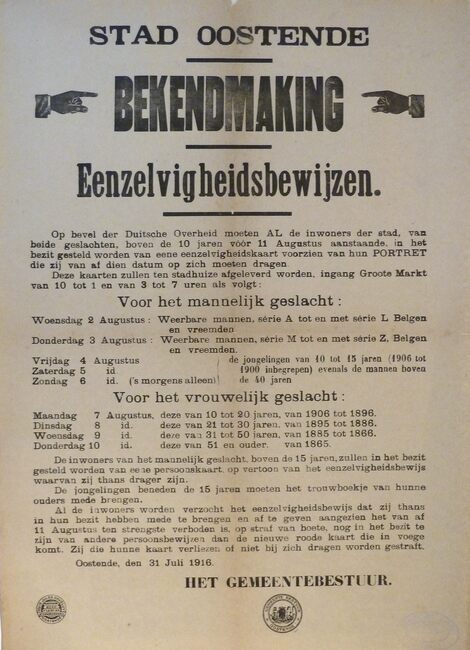 STAD OOSTENDE
BEKENDMAKING
Eenzelvigheidsbewijzen.
Op bevel der Duitsche Overheid moeten AL de inwoners der stad, van
beide geslachten, boven de 10 jaren vóór 11 Augustus aanstaande, in het
bezit gesteld worden van eene eenzelvigheidskaart voorzien van hun PORTRET
die zij van af dien datum op zich moeten dragen
Deze kaarten zullen ten stadhuize afgeleverd worden, ingang Groote Markt
van 10 tot 1 en van 3 tot 7 uren als volgt :
Voor het mannelijk geslacht :
Woensdag 2 Augustus : Weerbare mannen, série A tot en met série L Belgen
en vreemden
Donderdag 3 Augustus : Weerbare mannen, série M tot en met série Z, Belgen
en vreemden.
Vrijdag 4 Augustus
Zaterdag 5 id
Zondag 6 id. ('s morgens alleen)
de jongelingen van 10 tot 15 jaren (1906 tot
1900 inbegrepen) evenals de mannen boven
de 40 jaren
Voor het vrouwelijk geslacht :
Maandag 7 Augustus, deze van 10 tot 20 jaren, van 1906 tot 1896.
Dinsdag 8 id. deze van 21 tot 30 jaren, van 1895 tot 1886.
Woensdag 9 id. deze van 31 tot 50 jaren, van 1885 tot 1866.
Donderdag 10 id. deze van 51 en ouder. van 1865.
De inwoners van het mannelijk geslacht, boven de 15 jaren, zullen in het
bezit gesteld worden van eene persoonskaart, op vertoon van het eenzelvigheidsbewijs
waarvan zij thans drager zijn.
De jongelingen beneden de 15 jaren moeten het trouwboekje van hunne
ouders mede brengen.
Al de inwoners worden verzocht het eenzelvigheidsbewijs dat zij thans
in hun bezit hebben mede te brengen en af te geven aangezien het van af
11 Augustus ten strengste verboden is, op straf van boete, nog in het bezit te
zijn van andere persoonsbewijzen dan de nieuwe roode kaart die in voege
komt. Zij die hunne kaart verliezen of niet bij zich dragen worden gestraft.
Oostende, den 31 Juli 1916.
HET GEMEENTEBESTUUR.